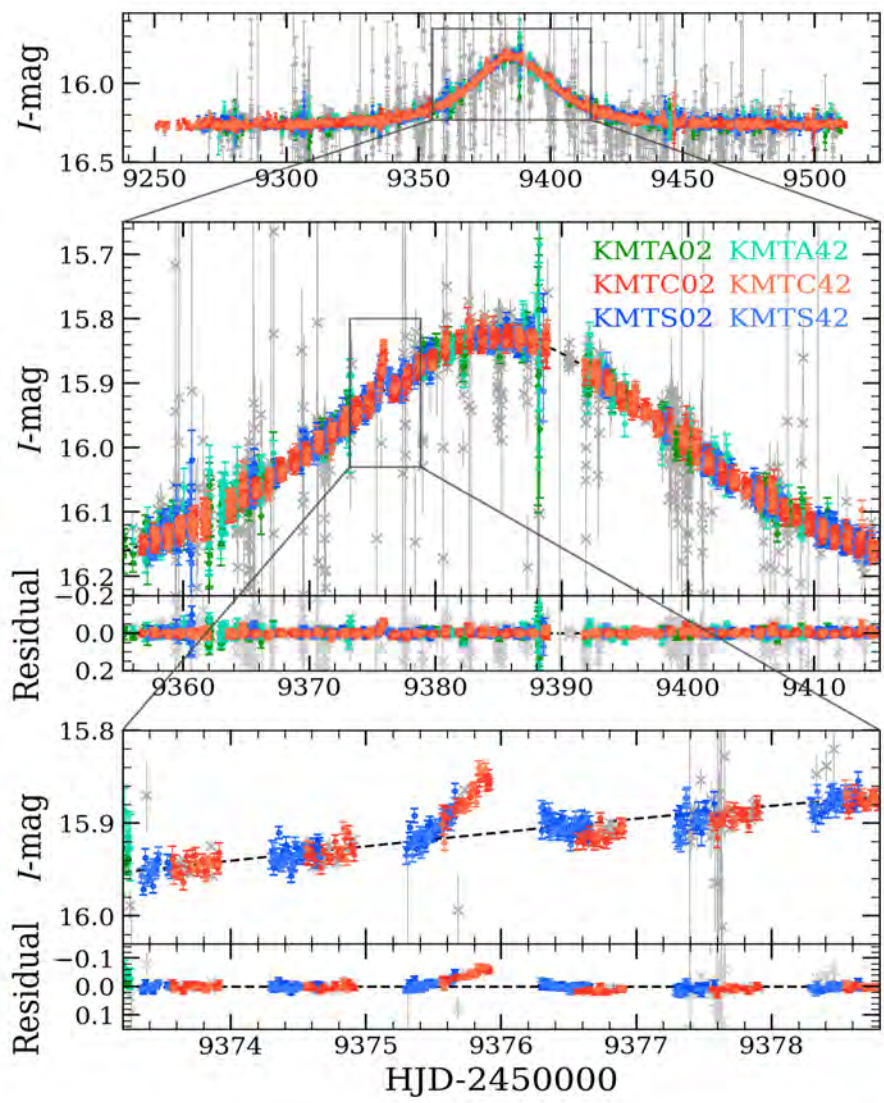 I-mag
16.0
16.5
9250 9300 9350 9400 9450 9500
I-mag
15.7
15.8
15.9
16.0
16.1
16.2
KMTA02 KMTA42
KMTC02 KMTC42
KMTS02 KMTS42
Residual
−0.2
0.0
0.2
9360 9370 9380 9390 9400 9410
I-mag
15.8
15.9
16.0
Residual
−0.1
0.0
0.1
9374 9375 9376 9377 9378
HJD-2450000